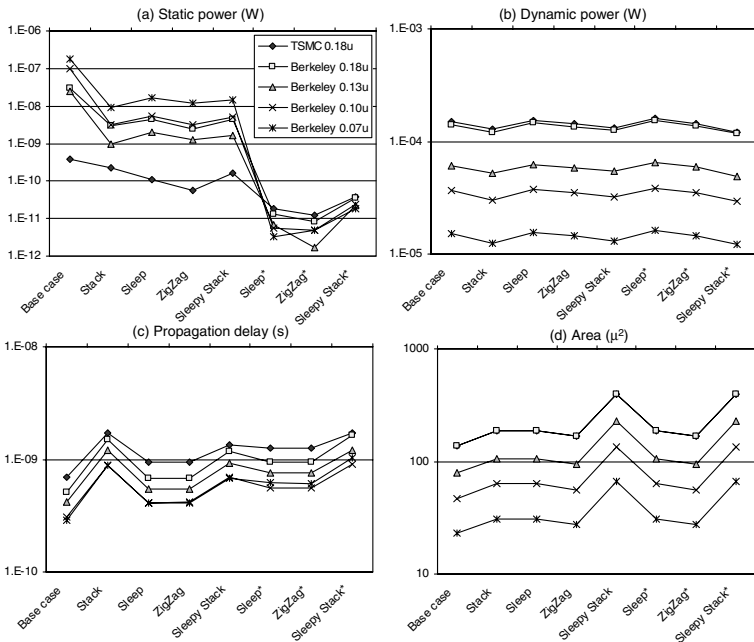 (a) Static power (W)
1.E-06
1.E-07
1.E-08
1.E-09
1.E-10
1.E-11
1.E-12
TSMC 0.18u
Berkeley 0.18u
Berkeley 0.13u
Berkeley 0.10u
Berkeley 0.07u
Base case
Stack
Sleep
ZigZag
Sleepy Stack
Sleep*
ZigZag*
Sleepy Stack*
(b) Dynamic power (W)
1.E-03
1.E-04
1.E-05
Base case
Stack
Sleep
ZigZag
Sleepy Stack
Sleep*
ZigZag*
Sleepy Stack*
(c) Propagation delay (s)
1.E-08
1.E-09
1.E-10
Base case
Stack
Sleep
ZigZag
Sleepy Stack
Sleep*
ZigZag*
Sleepy Stack*
(d) Area (μ²)
1000
100
10
Base case
Stack
Sleep
ZigZag
Sleepy Stack
Sleep*
ZigZag*
Sleepy Stack*